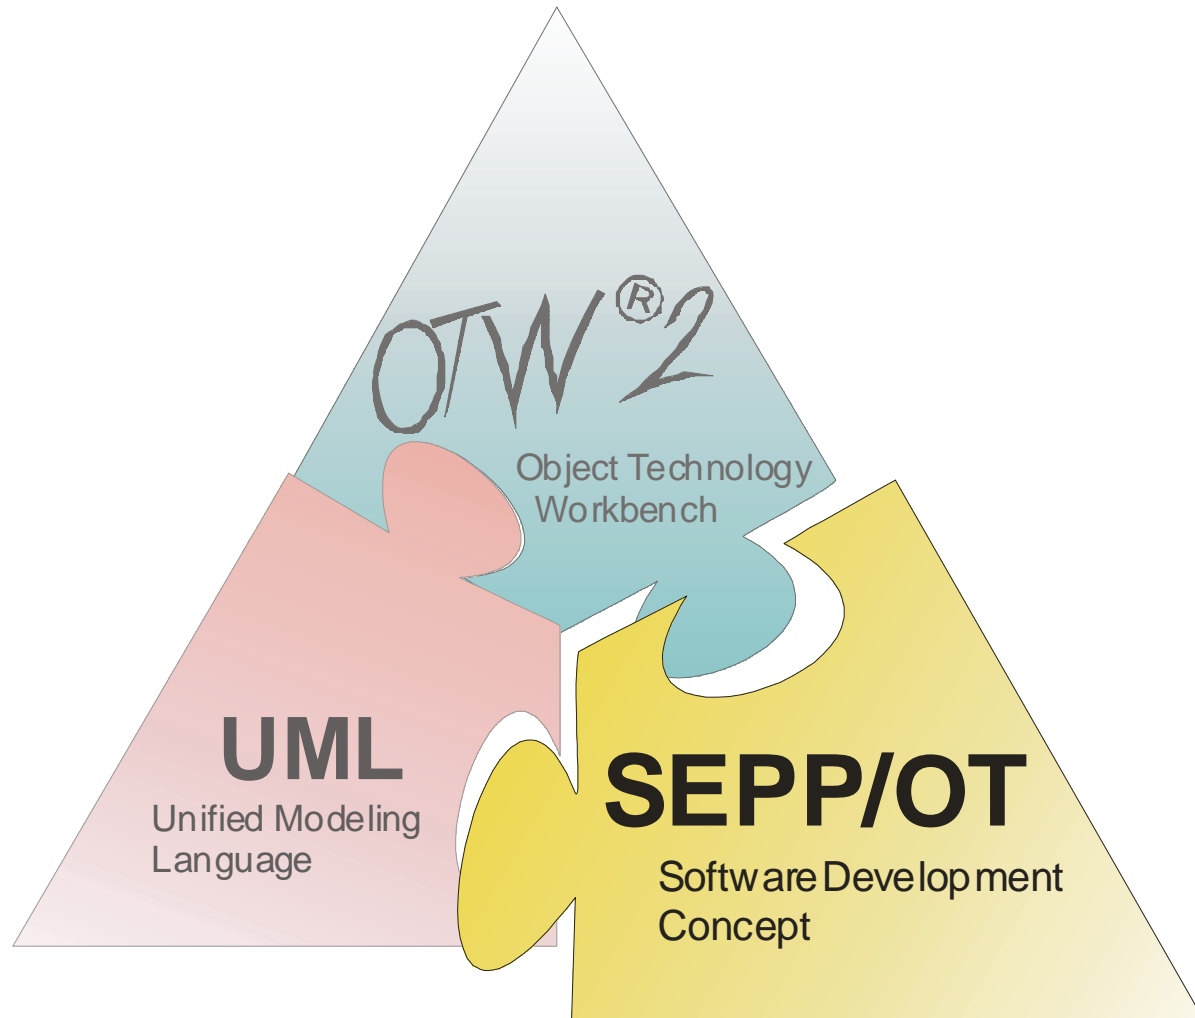 OTW®2
Object Technology
Workbench
UML
Unified Modeling
Language
SEPP/OT
Software Development
Concept